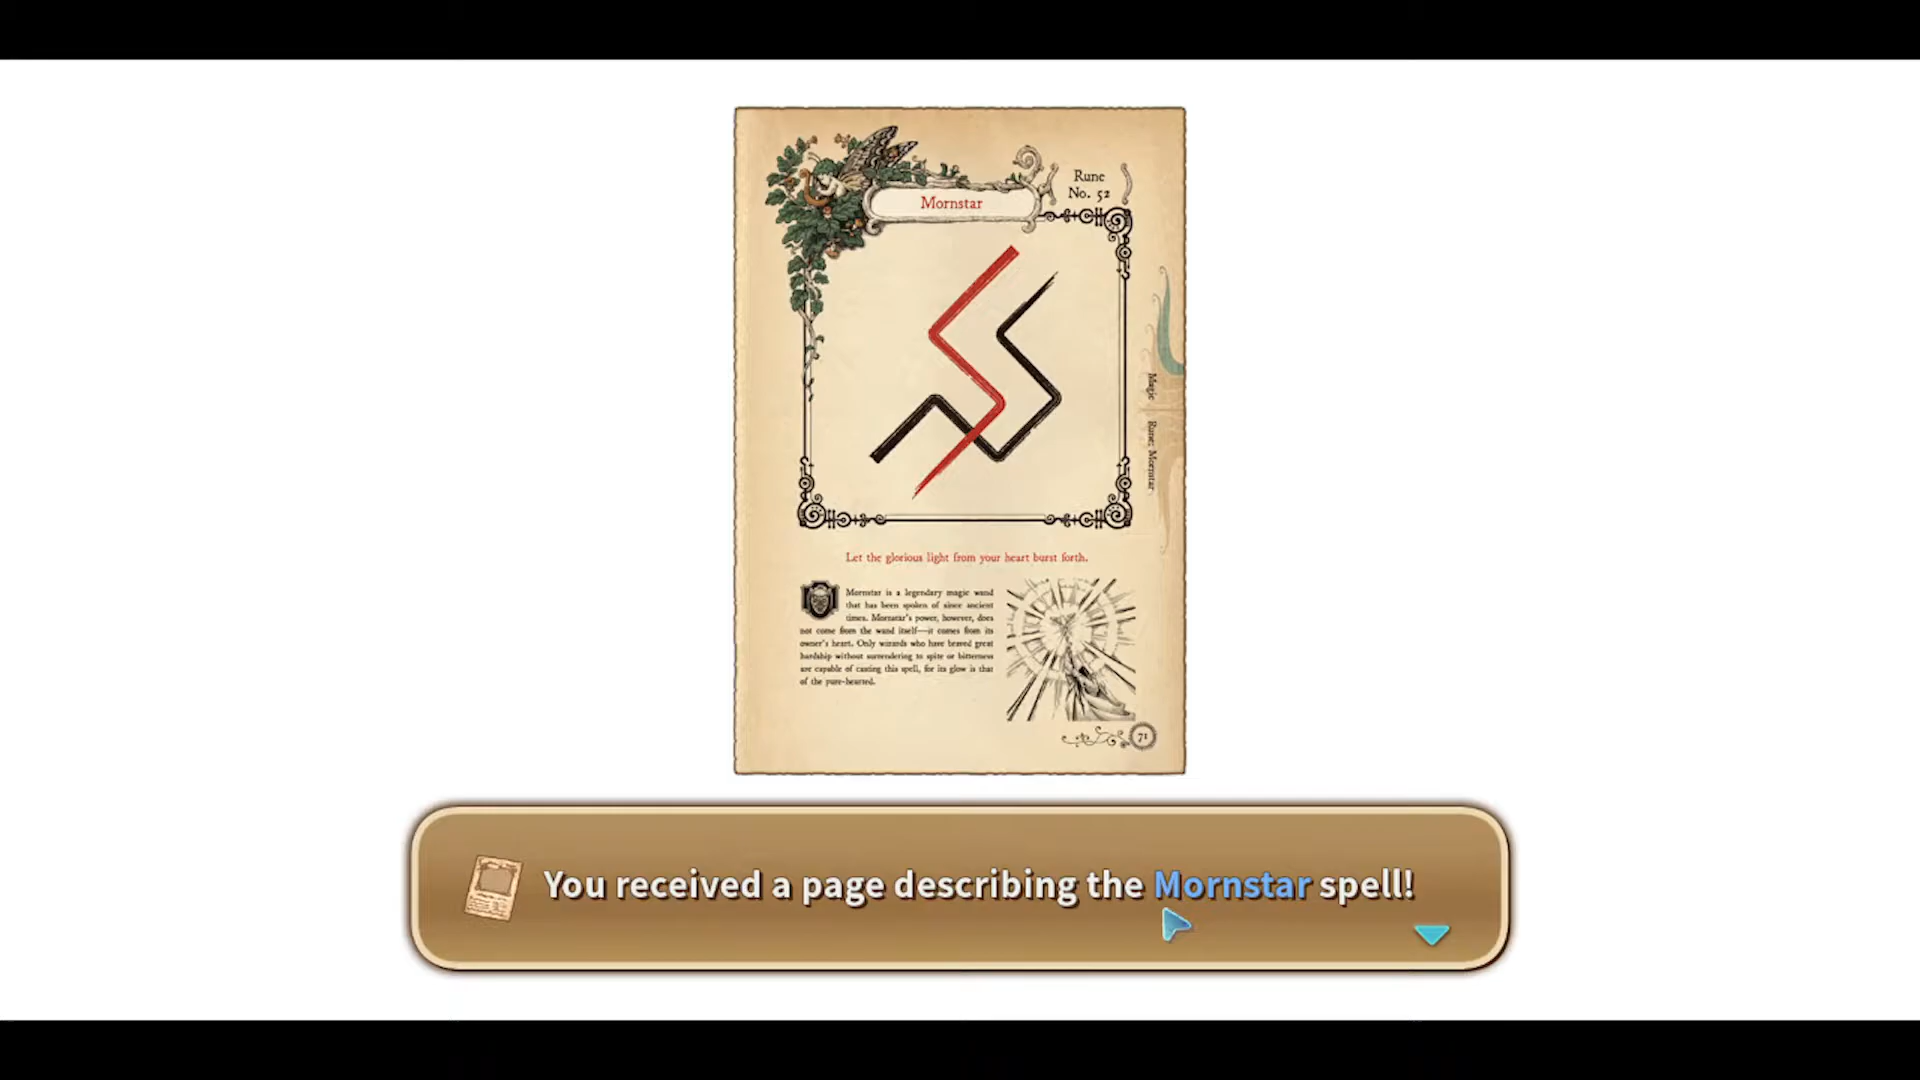 Rune
No. 52
Mornstar
Magic Rune: Mornstar
Let the glorious light from your heart burst forth.
Mornstar is a legendary magic wand
that has been spoken of since ancient
times. Mornstar's power, however, does
not come from the wand itself—it comes from its
owner's heart. Only wizards who have braved great
hardship without surrendering to spite or bitterness
are capable of casting this spell, for its glow is that
of the pure-hearted.
71
You received a page describing the Mornstar spell!